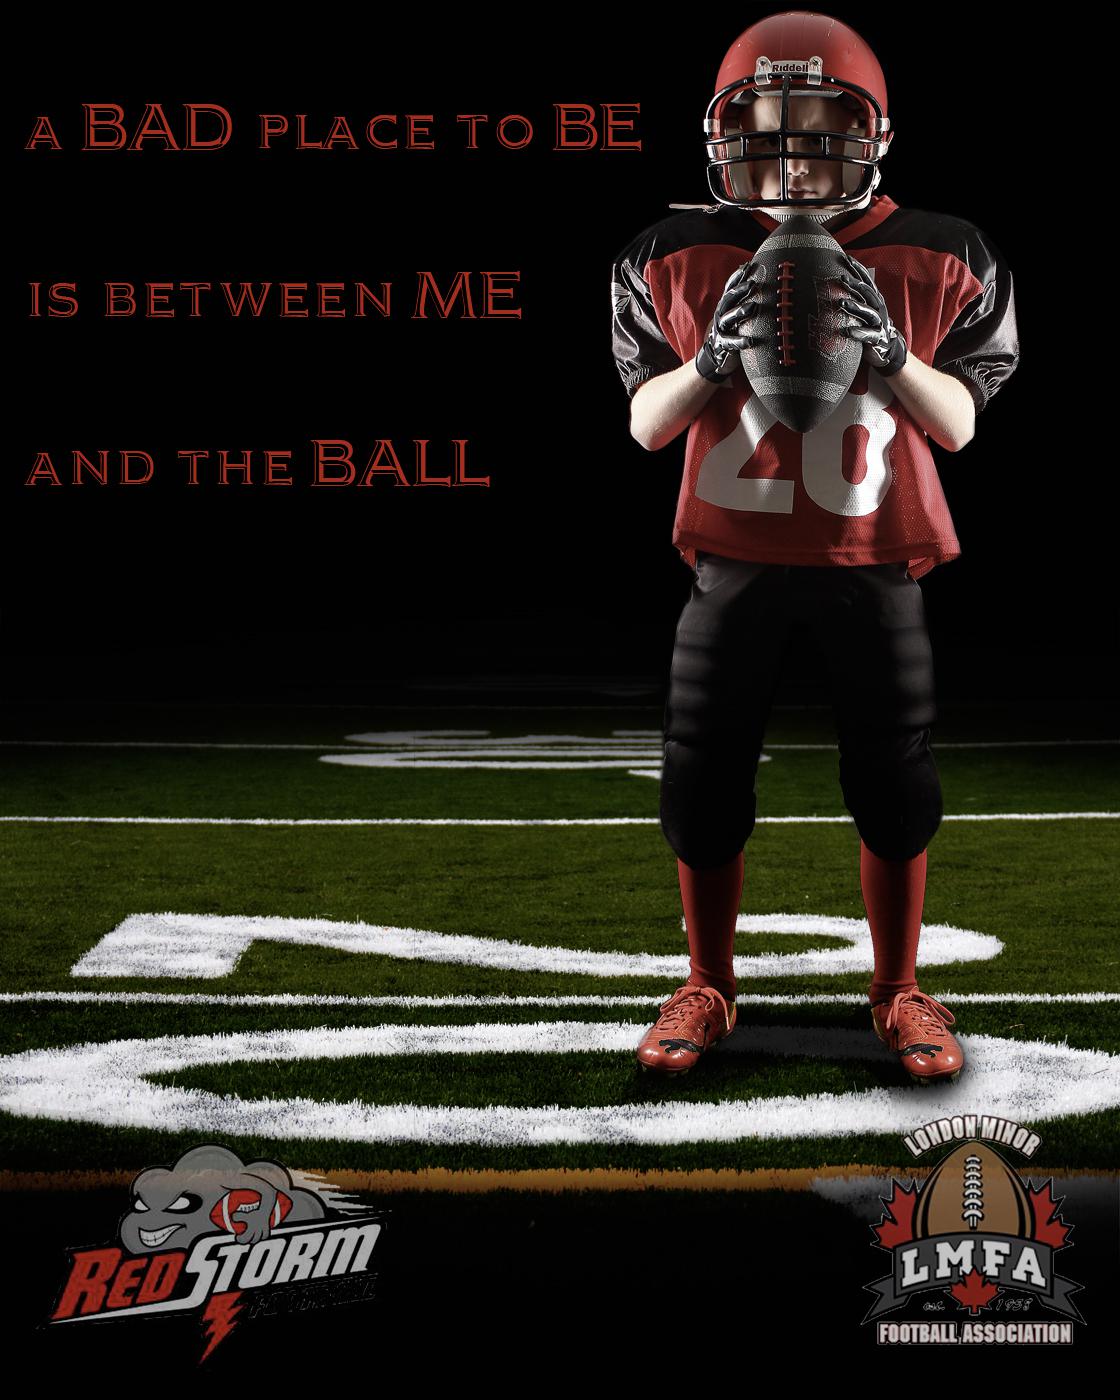 A BAD PLACE TO BE
IS BETWEEN ME
AND THE BALL
Riddell
28
LONDON MINOR
LMFA
est. 1958
FOOTBALL ASSOCIATION
RED STORM
FOOTBALL